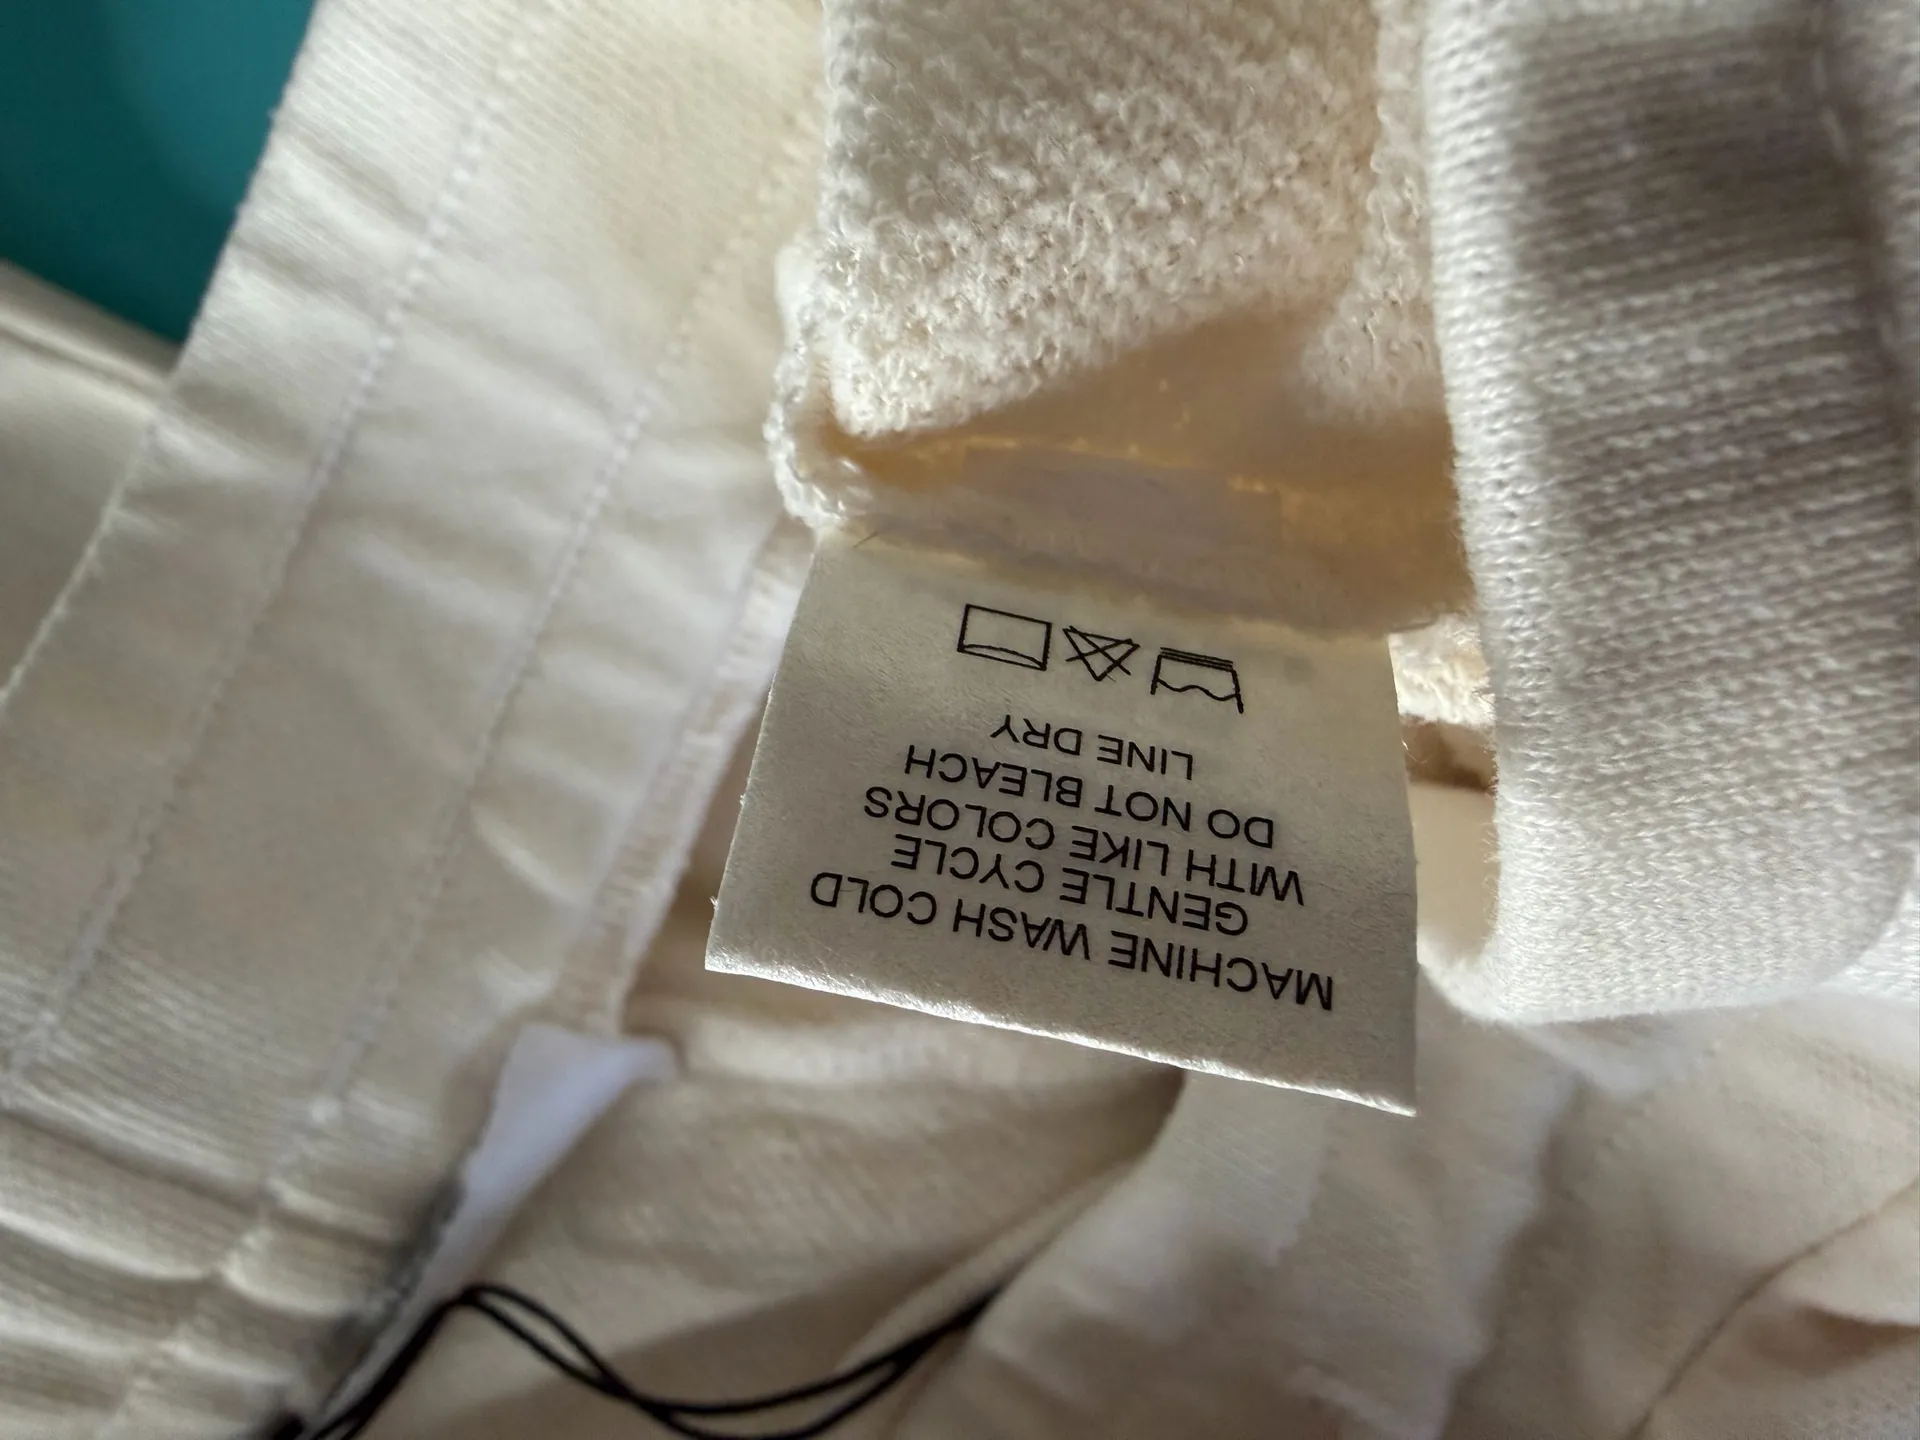 MACHINE WASH COLD
GENTLE CYCLE
WITH LIKE COLORS
DO NOT BLEACH
LINE DRY